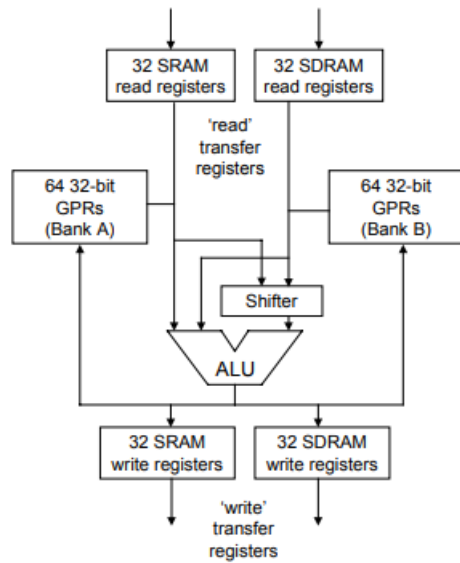 32 SRAM
read registers
32 SDRAM
read registers
‘read’
transfer
registers
64 32-bit
GPRs
(Bank A)
64 32-bit
GPRs
(Bank B)
Shifter
ALU
32 SRAM
write registers
32 SDRAM
write registers
‘write’
transfer
registers